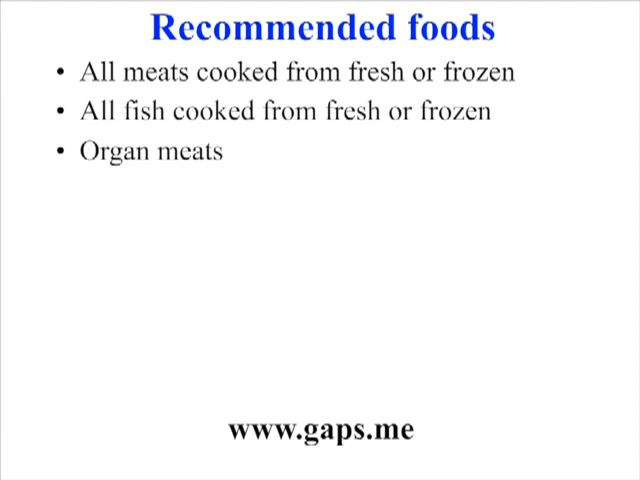 Recommended foods
• All meats cooked from fresh or frozen
• All fish cooked from fresh or frozen
• Organ meats
www.gaps.me